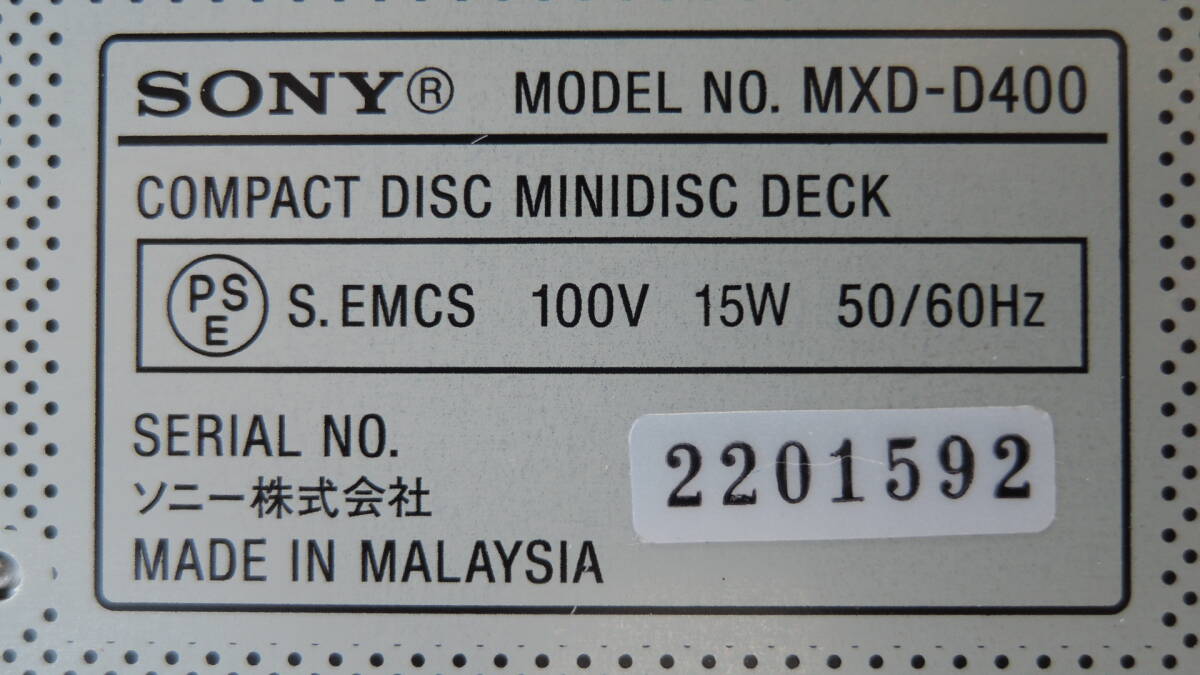 SONY® MODEL NO. MXD-D400
COMPACT DISC MINIDISC DECK
PSE S.EMCS 100V 15W 50/60Hz
SERIAL NO. 2201592
ソニー株式会社
MADE IN MALAYSIA